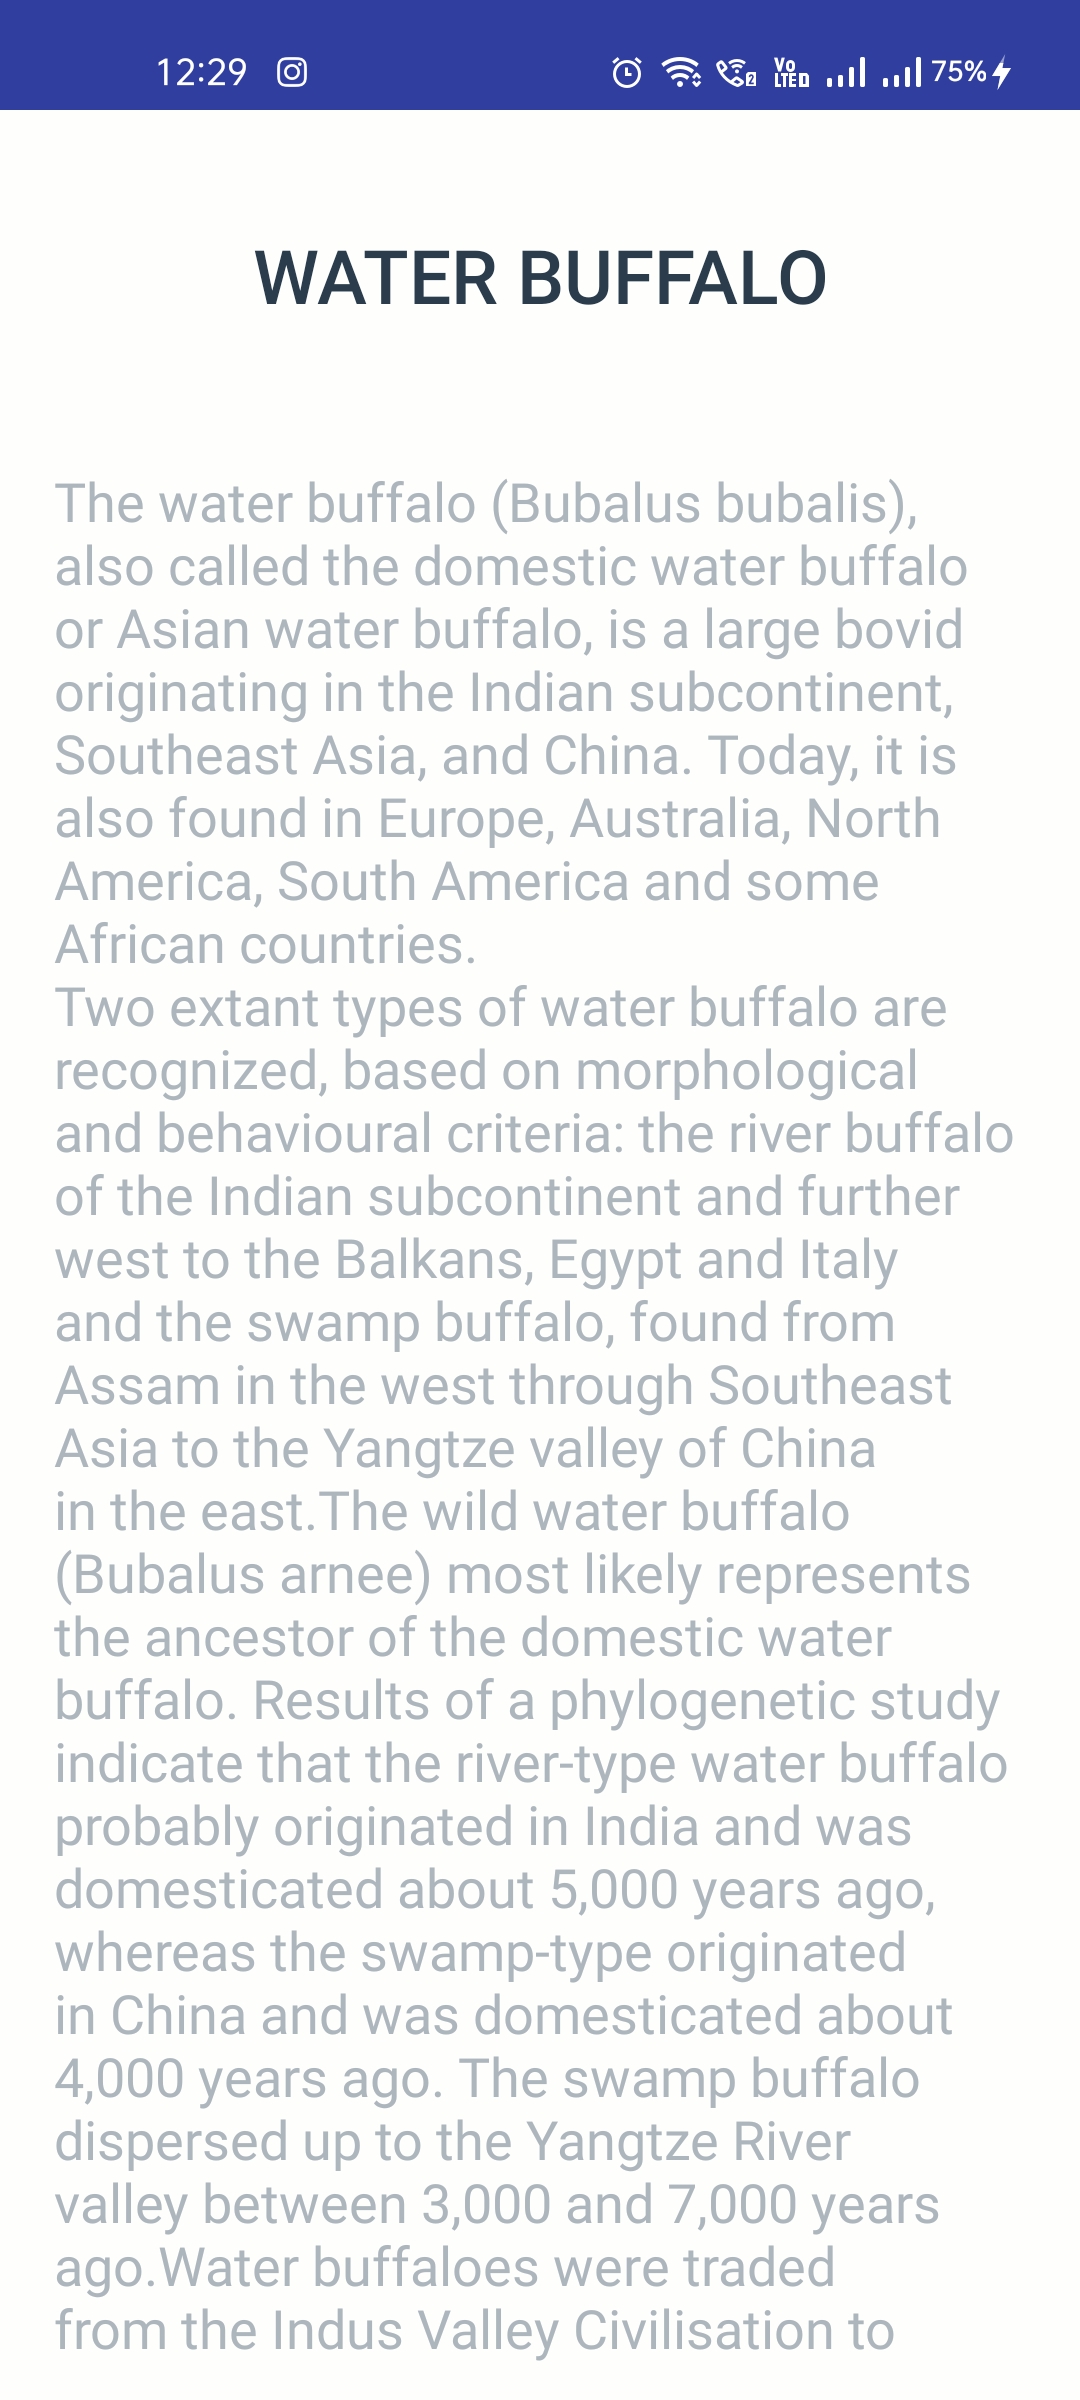 12:29
Vo LTED 75%
WATER BUFFALO
The water buffalo (Bubalus bubalis),
also called the domestic water buffalo
or Asian water buffalo, is a large bovid
originating in the Indian subcontinent,
Southeast Asia, and China. Today, it is
also found in Europe, Australia, North
America, South America and some
African countries.
Two extant types of water buffalo are
recognized, based on morphological
and behavioural criteria: the river buffalo
of the Indian subcontinent and further
west to the Balkans, Egypt and Italy
and the swamp buffalo, found from
Assam in the west through Southeast
Asia to the Yangtze valley of China
in the east.The wild water buffalo
(Bubalus arnee) most likely represents
the ancestor of the domestic water
buffalo. Results of a phylogenetic study
indicate that the river-type water buffalo
probably originated in India and was
domesticated about 5,000 years ago,
whereas the swamp-type originated
in China and was domesticated about
4,000 years ago. The swamp buffalo
dispersed up to the Yangtze River
valley between 3,000 and 7,000 years
ago.Water buffaloes were traded
from the Indus Valley Civilisation to